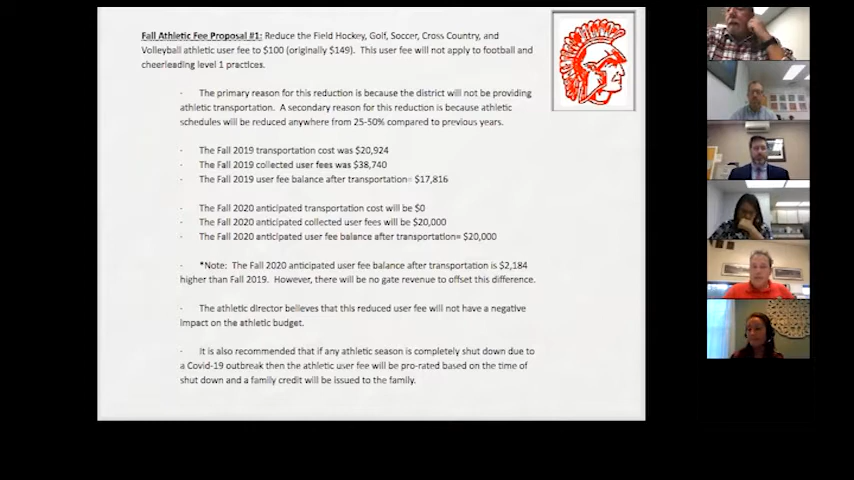 Fall Athletic Fee Proposal #1: Reduce the Field Hockey, Golf, Soccer, Cross Country, and
Volleyball athletic user fee to $100 (originally $149). This user fee will not apply to football and
cheerleading level 1 practices.
· The primary reason for this reduction is because the district will not be providing
athletic transportation. A secondary reason for this reduction is because athletic
schedules will be reduced anywhere from 25-50% compared to previous years.
· The Fall 2019 transportation cost was $20,924
· The Fall 2019 collected user fees was $38,740
· The Fall 2019 user fee balance after transportation= $17,816
· The Fall 2020 anticipated transportation cost will be $0
· The Fall 2020 anticipated collected user fees will be $20,000
· The Fall 2020 anticipated user fee balance after transportation= $20,000
· *Note: The Fall 2020 anticipated user fee balance after transportation is $2,184
higher than Fall 2019. However, there will be no gate revenue to offset this difference.
· The athletic director believes that this reduced user fee will not have a negative
impact on the athletic budget.
· It is also recommended that if any athletic season is completely shut down due to
a Covid-19 outbreak then the athletic user fee will be pro-rated based on the time of
shut down and a family credit will be issued to the family.